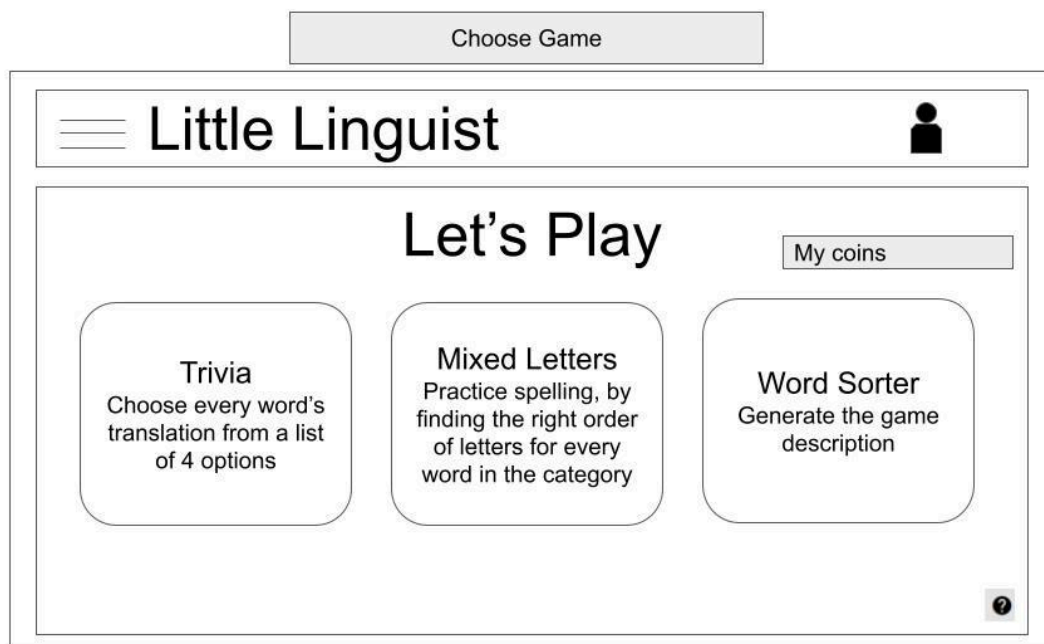 Choose Game
Little Linguist
Let’s Play
My coins
Trivia
Choose every word’s
translation from a list
of 4 options
Mixed Letters
Practice spelling, by
finding the right order
of letters for every
word in the category
Word Sorter
Generate the game
description
?